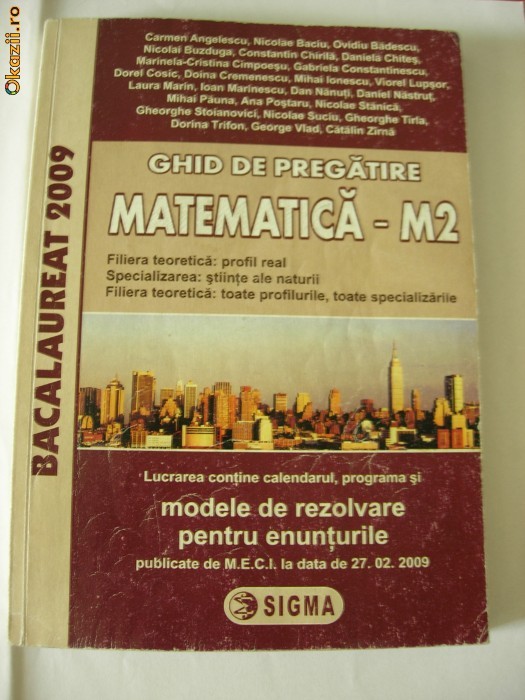 Okazii.ro
Carmen Angelescu, Nicolae Baciu, Ovidiu Bădescu,
Nicolai Buzduga, Constantin Chirilă, Daniela Chiteș,
Marinela-Cristina Cimpoeșu, Gabriela Constantinescu,
Dorel Cosic, Doina Cremenescu, Mihai Ionescu, Viorel Lupșor,
Laura Marin, Ioan Marinescu, Dan Nănuți, Daniel Năstruț,
Mihai Păuna, Ana Poștaru, Nicolae Stănică,
Gheorghe Stoianovici, Nicolae Suciu, Gheorghe Tirla,
Dorina Trifon, George Vlad, Cătălin Zîrnă
BACALAUREAT 2009
GHID DE PREGĂTIRE
MATEMATICĂ - M2
Filiera teoretică: profil real
Specializarea: științe ale naturii
Filiera teoretică: toate profilurile, toate specializările
Lucrarea conține calendarul, programa și
modele de rezolvare
pentru enunțurile
publicate de M.E.C.I. la data de 27. 02. 2009
SIGMA